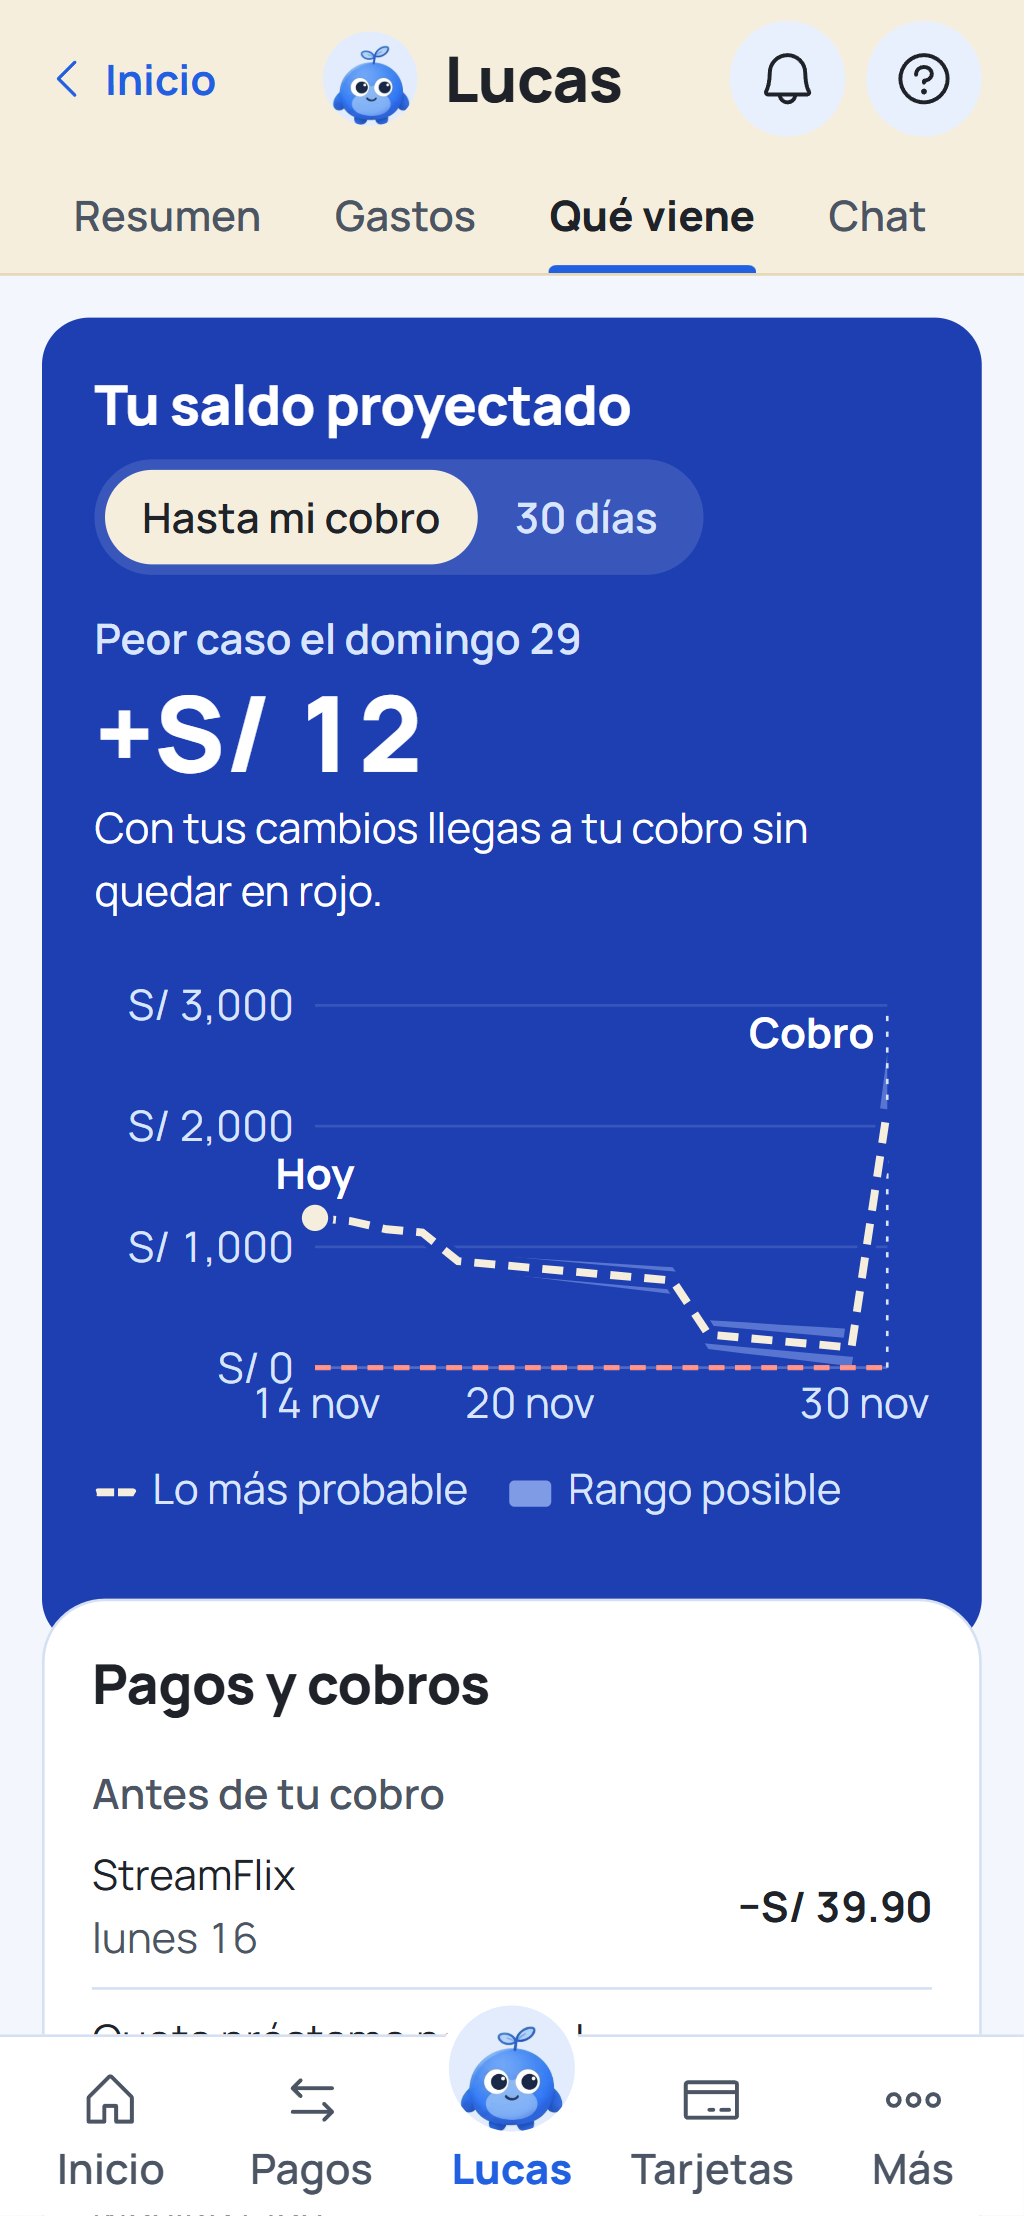 Inicio
Lucas
Resumen
Gastos
Qué viene
Chat
Tu saldo proyectado
Hasta mi cobro
30 días
Peor caso el domingo 29
+S/ 12
Con tus cambios llegas a tu cobro sin
quedar en rojo.
S/ 3,000
Cobro
S/ 2,000
Hoy
S/ 1,000
S/ 0
14 nov
20 nov
30 nov
Lo más probable
Rango posible
Pagos y cobros
Antes de tu cobro
StreamFlix
−S/ 39.90
lunes 16
Inicio
Pagos
Lucas
Tarjetas
Más